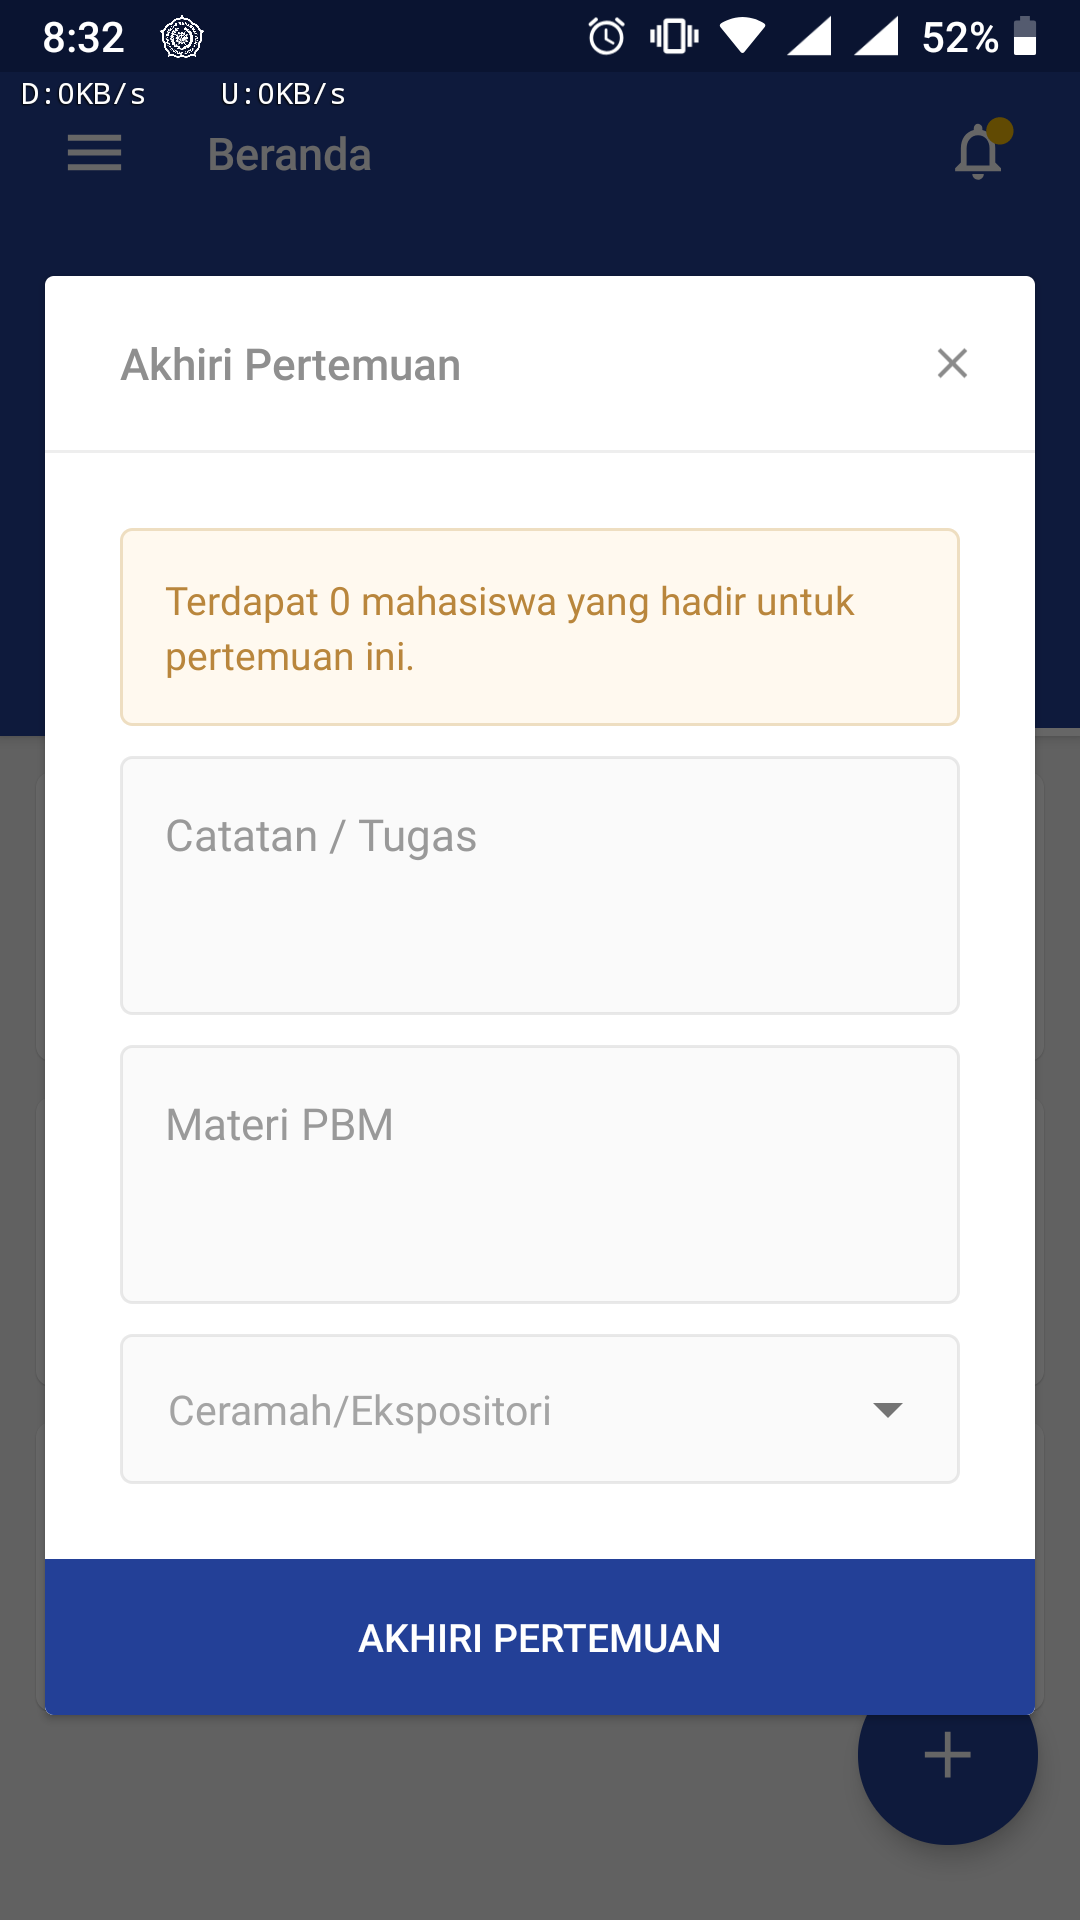 8:32
52%
D:0KB/s U:0KB/s
Beranda
Akhiri Pertemuan
Terdapat 0 mahasiswa yang hadir untuk
pertemuan ini.
Catatan / Tugas
Materi PBM
Ceramah/Ekspositori
AKHIRI PERTEMUAN